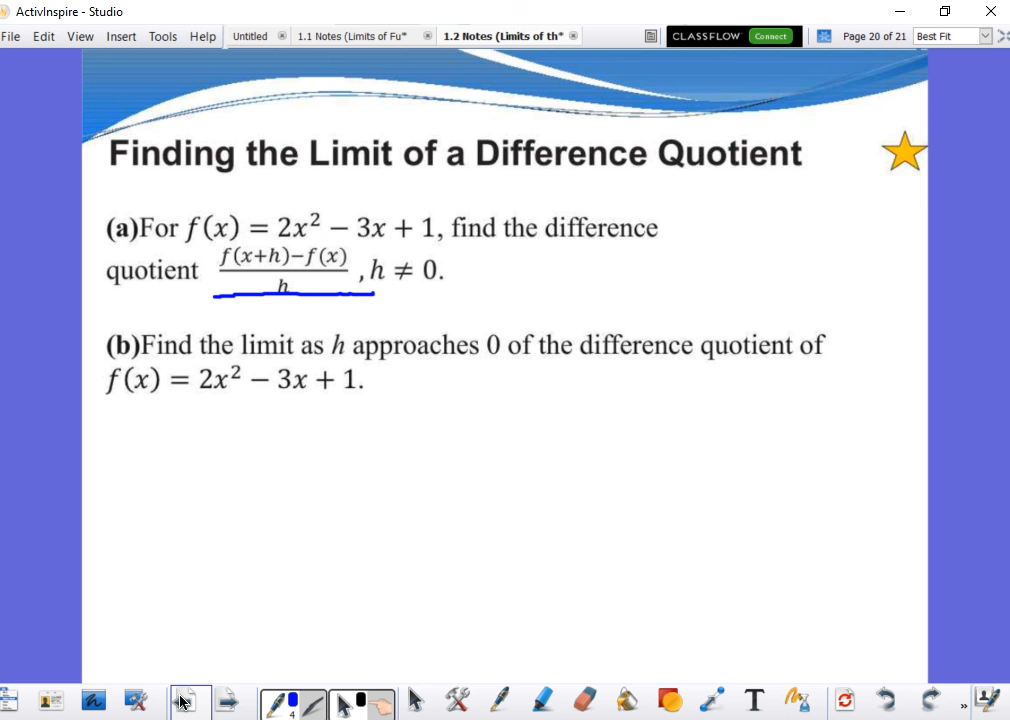 ActivInspire - Studio
File Edit View Insert Tools Help Untitled 1.1 Notes (Limits of Fu* 1.2 Notes (Limits of th* CLASSFLOW Connect Page 20 of 21 Best Fit
Finding the Limit of a Difference Quotient
(a)For f(x) = 2x² − 3x + 1, find the difference
quotient f(x+h)−f(x) / h , h ≠ 0.
(b)Find the limit as h approaches 0 of the difference quotient of
f(x) = 2x² − 3x + 1.
4 T »